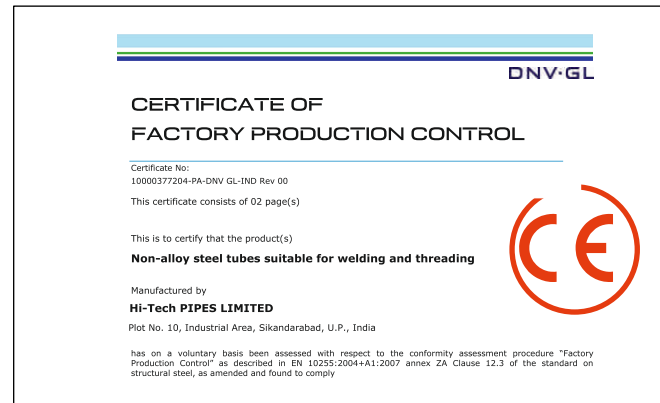 DNV·GL
CERTIFICATE OF
FACTORY PRODUCTION CONTROL
Certificate No:
10000377204-PA-DNV GL-IND Rev 00
This certificate consists of 02 page(s)
This is to certify that the product(s)
Non-alloy steel tubes suitable for welding and threading
Manufactured by
Hi-Tech PIPES LIMITED
Plot No. 10, Industrial Area, Sikandarabad, U.P., India
has on a voluntary basis been assessed with respect to the conformity assessment procedure “Factory
Production Control” as described in EN 10255:2004+A1:2007 annex ZA Clause 12.3 of the standard on
structural steel, as amended and found to comply
CE